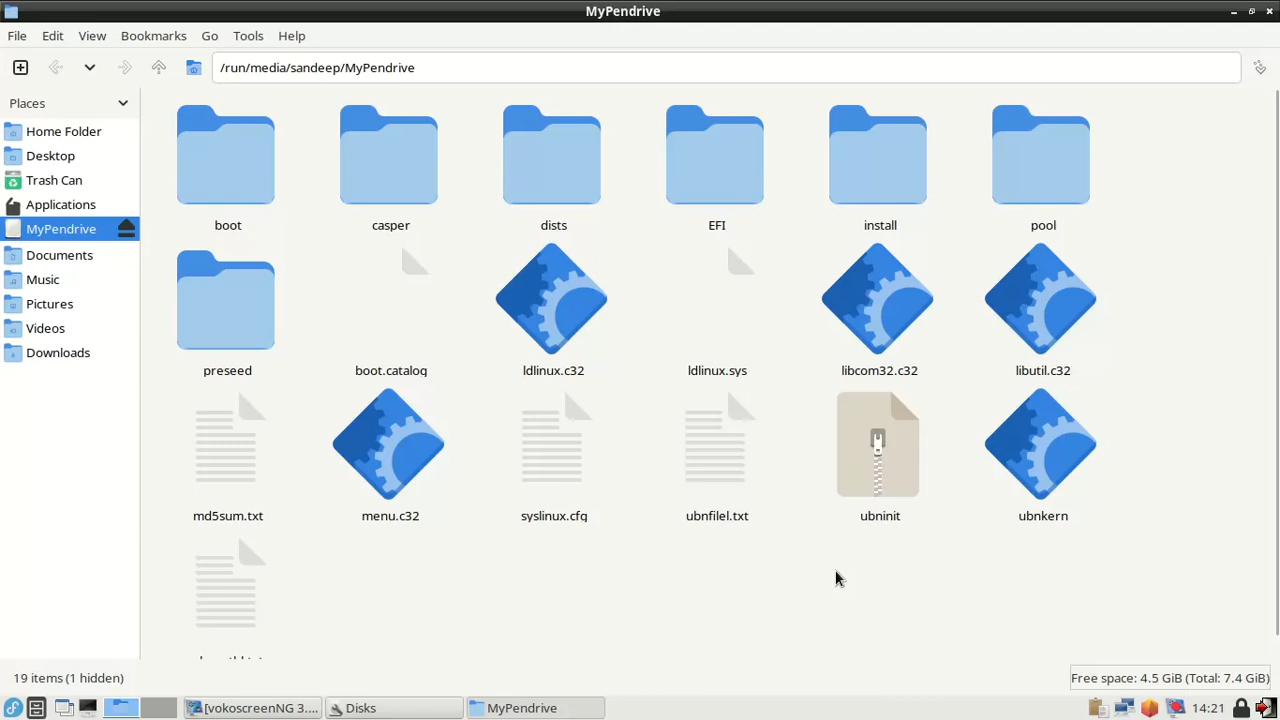 MyPendrive
File Edit View Bookmarks Go Tools Help
/run/media/sandeep/MyPendrive
Places
Home Folder
Desktop
Trash Can
Applications
MyPendrive
Documents
Music
Pictures
Videos
Downloads
boot casper dists EFI install pool
preseed boot.catalog ldlinux.c32 ldlinux.sys libcom32.c32 libutil.c32
md5sum.txt menu.c32 syslinux.cfg ubnfilel.txt ubninit ubnkern
19 items (1 hidden)
Free space: 4.5 GiB (Total: 7.4 GiB)
[vokoscreenNG 3.... Disks MyPendrive 14:21